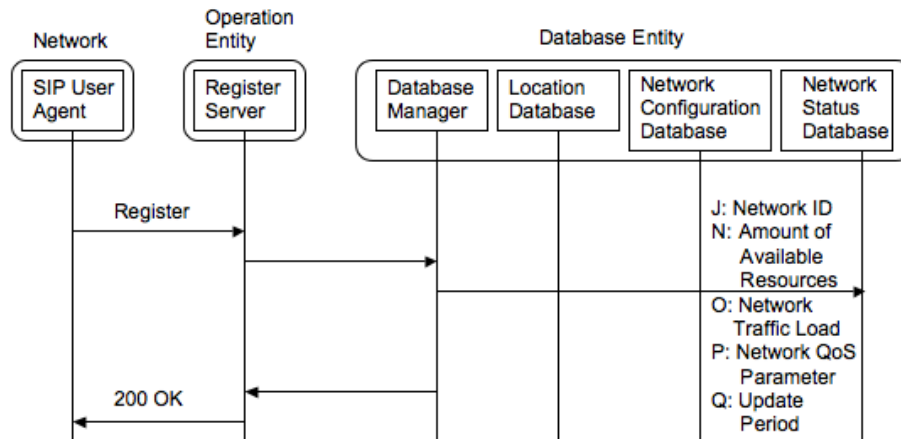 Network
Operation
Entity
Database Entity
SIP User
Agent
Register
Server
Database
Manager
Location
Database
Network
Configuration
Database
Network
Status
Database
Register
J: Network ID
N: Amount of
Available
Resources
O: Network
Traffic Load
P: Network QoS
Parameter
Q: Update
Period
200 OK